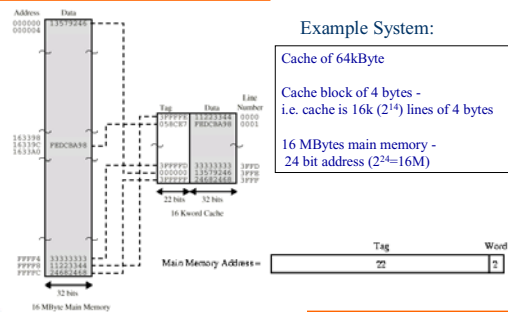 Example System:
Cache of 64kByte
Cache block of 4 bytes -
i.e. cache is 16k (2^14) lines of 4 bytes
16 MBytes main memory -
24 bit address (2^24=16M)
Address Data
000000 13579246
000004
163398
16339C FEDCBA98
1633A0
FFFFF4 33333333
FFFFF8 11223344
FFFFFC 24682468
32 bits
16 MByte Main Memory
Tag Data Line Number
3FFFFE 11223344 0000
058CE7 FEDCBA98 0001
3FFFFD 33333333 3FFD
000000 13579246 3FFE
3FFFFF 24682468 3FFF
22 bits 32 bits
16 Kword Cache
Main Memory Address =
Tag Word
22 2